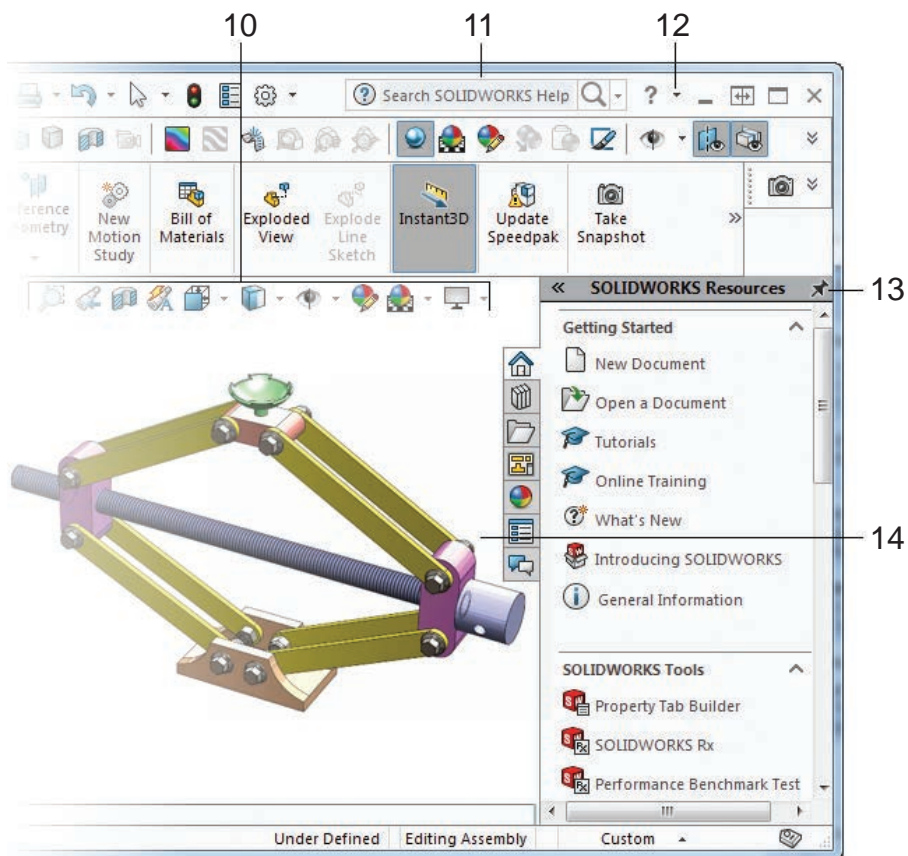 10 11 12
Search SOLIDWORKS Help
?
New
Motion
Study
Bill of
Materials
Exploded
View
Explode
Line
Sketch
Instant3D
Update
Speedpak
Take
Snapshot
SOLIDWORKS Resources
13
Getting Started
New Document
Open a Document
Tutorials
Online Training
What's New
14
Introducing SOLIDWORKS
General Information
SOLIDWORKS Tools
Property Tab Builder
SOLIDWORKS Rx
Performance Benchmark Test
Under Defined Editing Assembly Custom